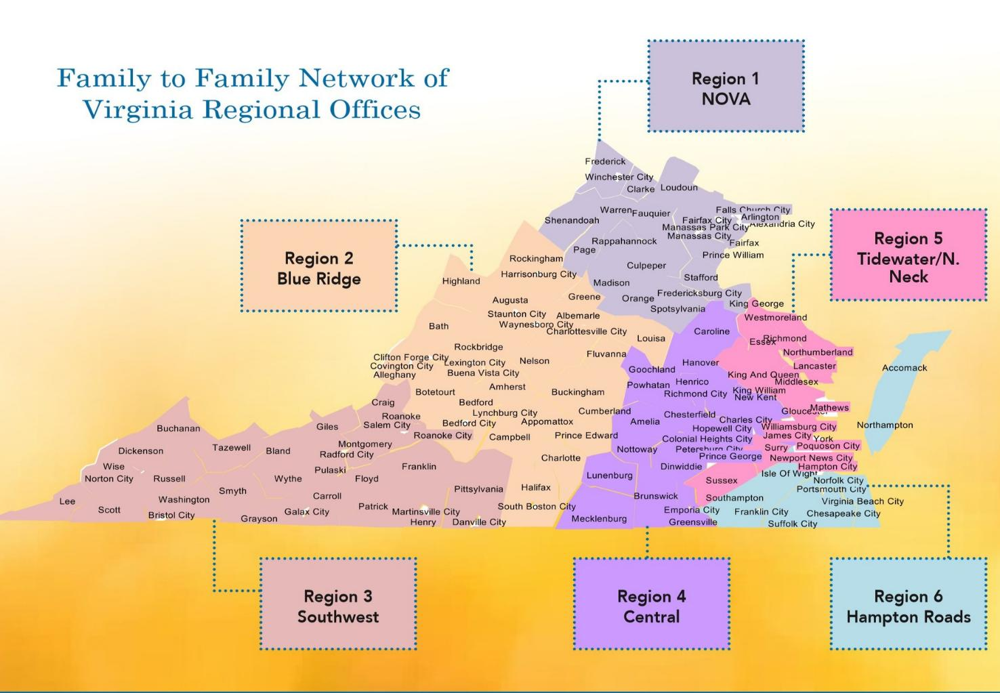 Family to Family Network of
Virginia Regional Offices
Region 1
NOVA
Region 2
Blue Ridge
Region 5
Tidewater/N.
Neck
Region 3
Southwest
Region 4
Central
Region 6
Hampton Roads
Frederick
Winchester City
Clarke
Loudoun
Warren
Fauquier
Falls Church City
Shenandoah
Fairfax City
Arlington
Alexandria City
Manassas Park City
Manassas City
Rappahannock
Fairfax
Page
Prince William
Rockingham
Culpeper
Harrisonburg City
Stafford
Highland
Madison
Augusta
Greene
Orange
Fredericksburg City
King George
Spotsylvania
Staunton City
Albemarle
Westmoreland
Waynesboro City
Bath
Charlottesville City
Caroline
Louisa
Richmond
Essex
Rockbridge
Fluvanna
Northumberland
Clifton Forge City
Lexington City
Nelson
Hanover
Covington City
Goochland
Lancaster
Accomack
Alleghany
Buena Vista City
King And Queen
Henrico
Middlesex
Botetourt
Amherst
Buckingham
Powhatan
Richmond City
King William
New Kent
Craig
Bedford
Roanoke
Lynchburg City
Cumberland
Chesterfield
Gloucester
Mathews
Salem City
Bedford City
Appomattox
Amelia
Charles City
Northampton
Buchanan
Giles
Hopewell City
Williamsburg City
Roanoke City
Campbell
Prince Edward
Colonial Heights City
James City
York
Dickenson
Tazewell
Bland
Montgomery
Nottoway
Petersburg City
Surry
Poquoson City
Radford City
Charlotte
Prince George
Newport News City
Wise
Pulaski
Franklin
Dinwiddie
Hampton City
Norton City
Russell
Wythe
Floyd
Lunenburg
Isle Of Wight
Sussex
Norfolk City
Smyth
Pittsylvania
Halifax
Portsmouth City
Lee
Washington
Carroll
Brunswick
Southampton
Virginia Beach City
Scott
Bristol City
Galax City
Patrick
Martinsville City
South Boston City
Emporia City
Franklin City
Chesapeake City
Grayson
Henry
Danville City
Mecklenburg
Greensville
Suffolk City